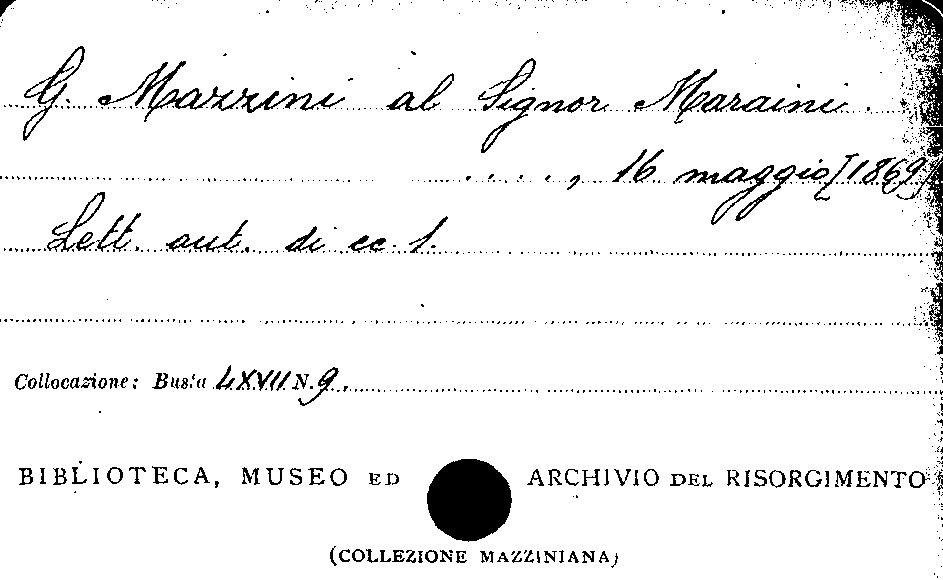 G. Mazzini al Signor Maraini.
...., 16 maggio [1869]
Lett. aut. di cc. 1.
Collocazione: Busta LXVII N. 9.
BIBLIOTECA, MUSEO ED ARCHIVIO DEL RISORGIMENTO
(COLLEZIONE MAZZINIANA)